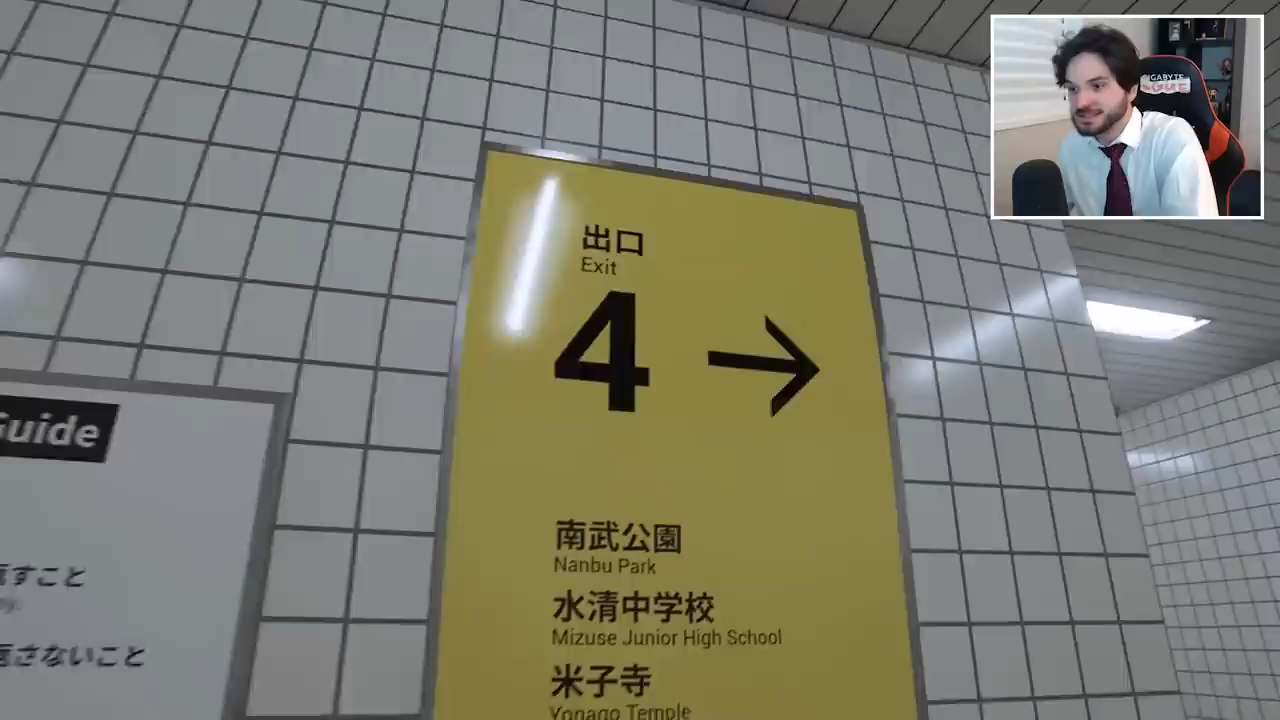 出口
Exit
4 →
南武公園
Nanbu Park
水清中学校
Mizuse Junior High School
米子寺
Yonago Temple
Guide
すこと
さないこと
GIGABYTE